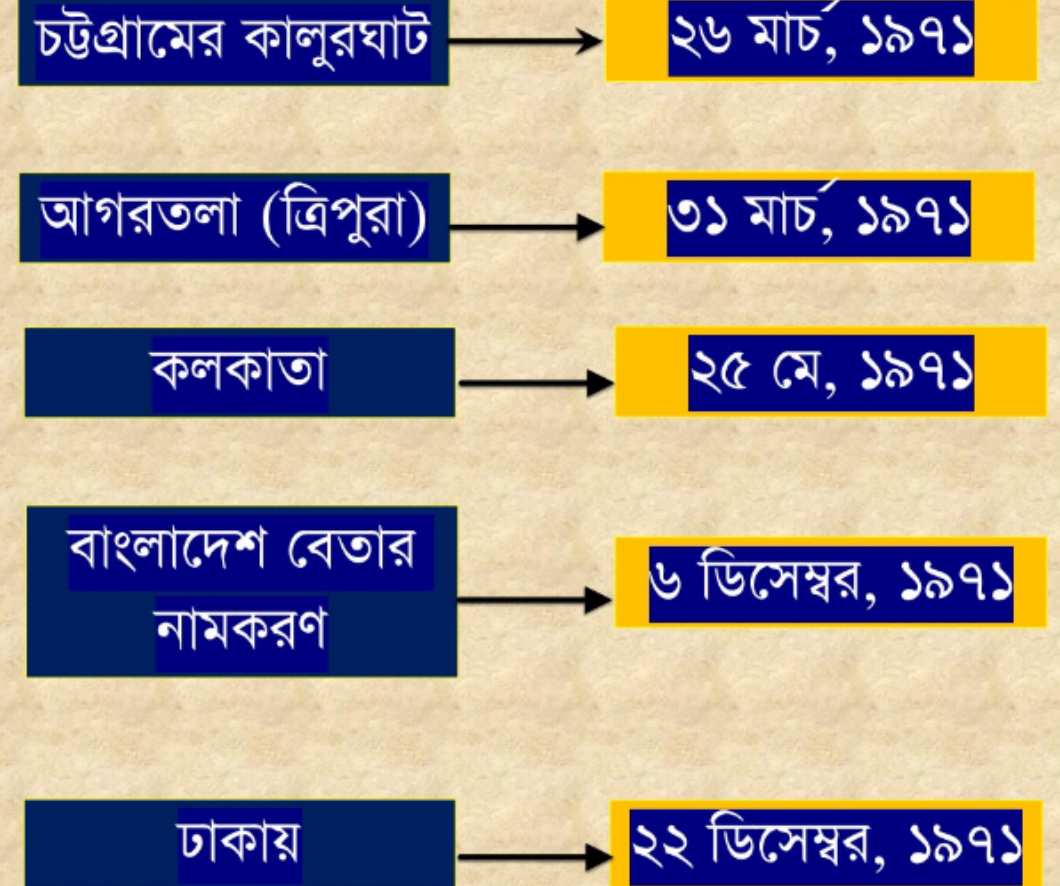 চট্টগ্রামের কালুরঘাট
২৬ মার্চ, ১৯৭১
আগরতলা (ত্রিপুরা)
৩১ মার্চ, ১৯৭১
কলকাতা
২৫ মে, ১৯৭১
বাংলাদেশ বেতার
নামকরণ
৬ ডিসেম্বর, ১৯৭১
ঢাকায়
২২ ডিসেম্বর, ১৯৭১